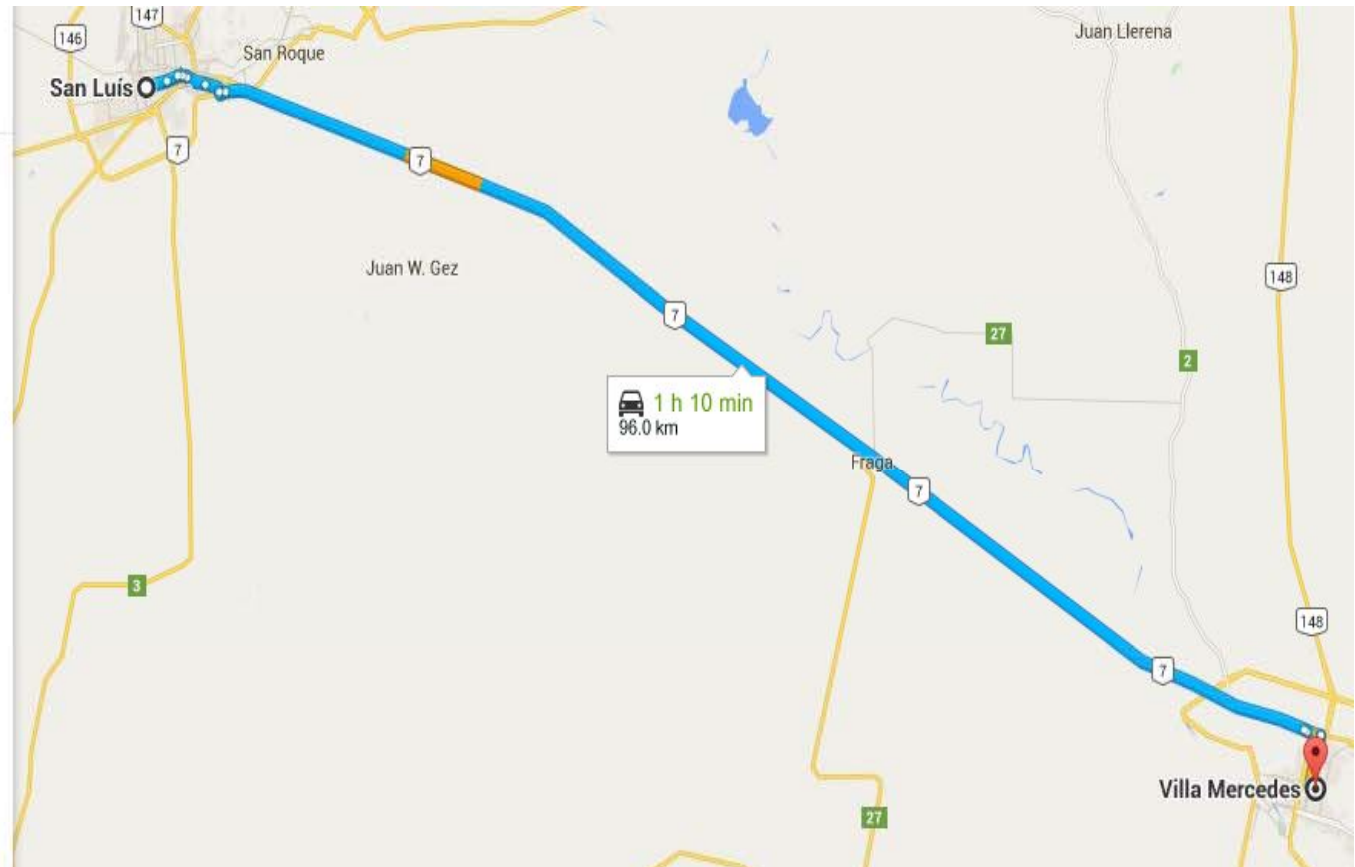 147
146
San Roque
Juan Llerena
San Luís
7
7
Juan W. Gez
148
7
27
2
1 h 10 min
96.0 km
Fraga
7
3
148
7
Villa Mercedes
27